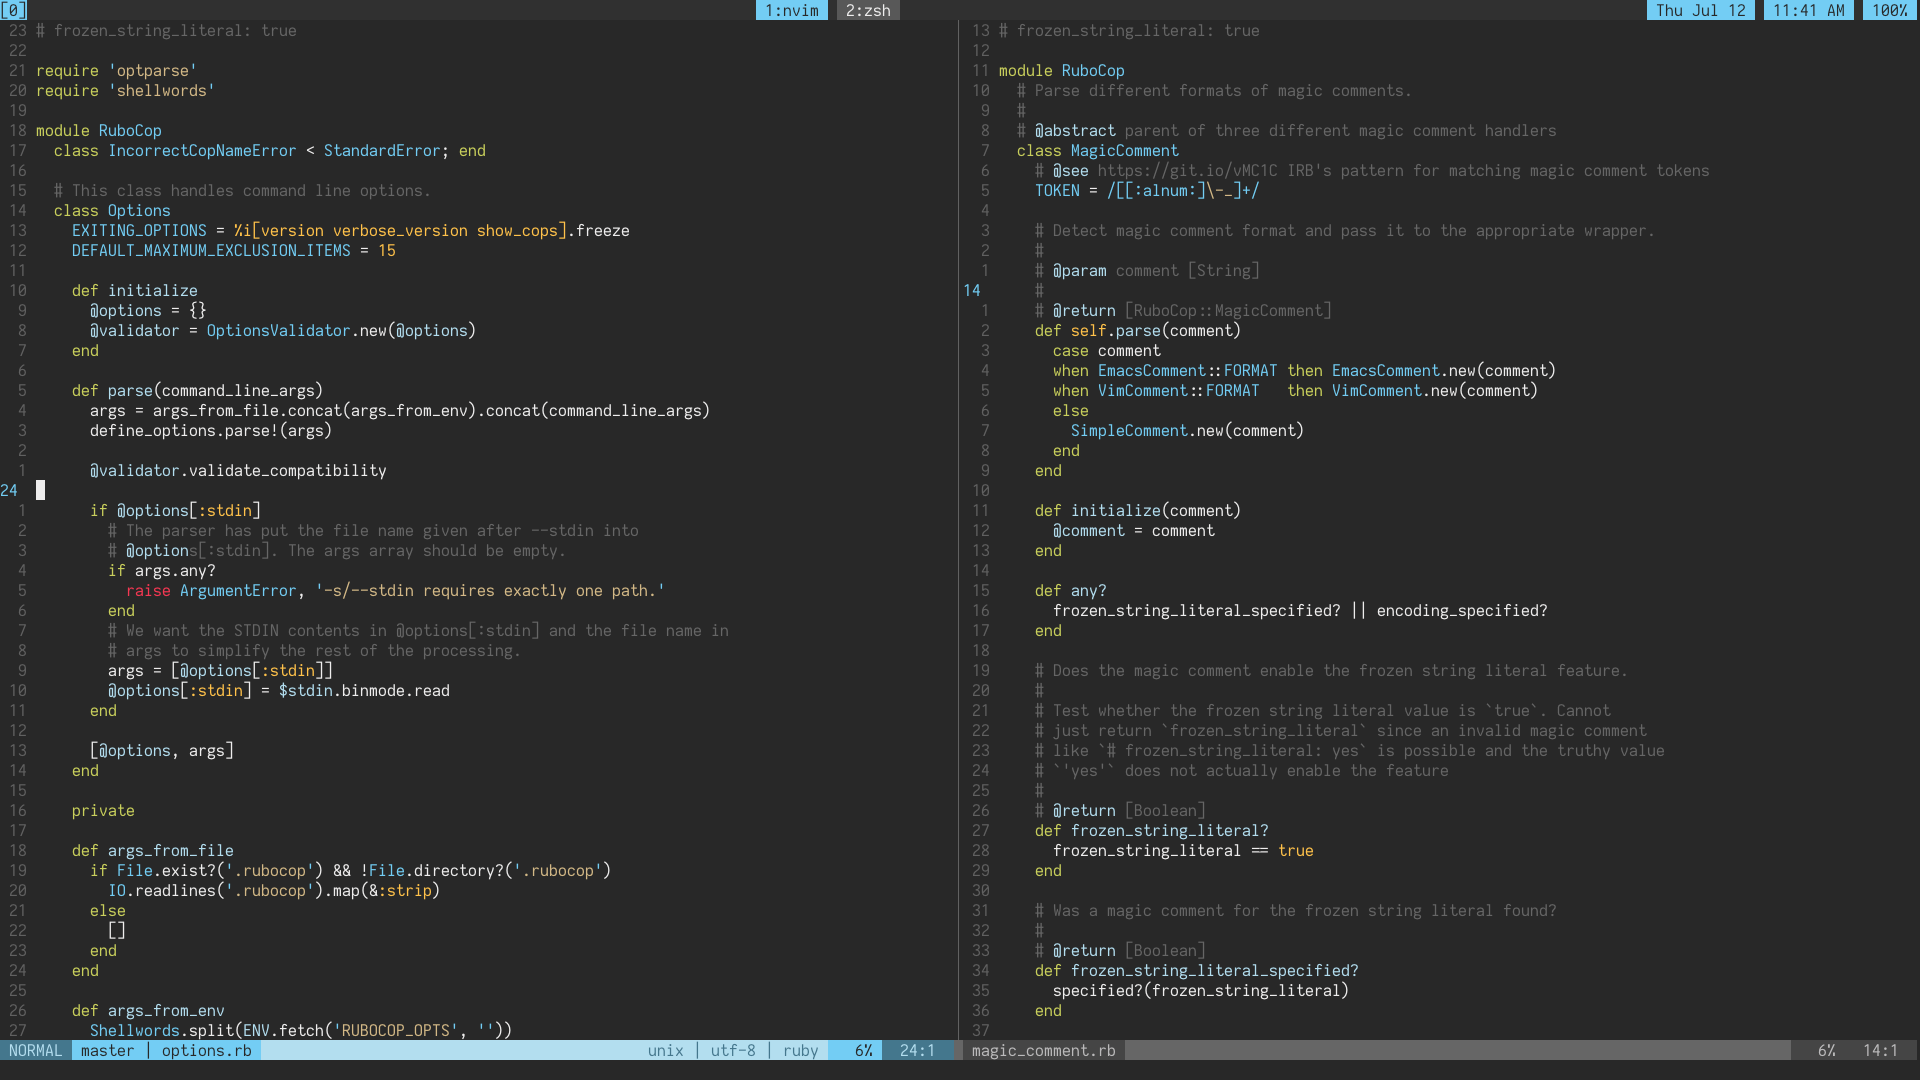 [0] 1:nvim 2:zsh Thu Jul 12 11:41 AM 100%
23 # frozen_string_literal: true
22
21 require 'optparse'
20 require 'shellwords'
19
18 module RuboCop
17   class IncorrectCopNameError < StandardError; end
16
15   # This class handles command line options.
14   class Options
13     EXITING_OPTIONS = %i[version verbose_version show_cops].freeze
12     DEFAULT_MAXIMUM_EXCLUSION_ITEMS = 15
11
10     def initialize
 9       @options = {}
 8       @validator = OptionsValidator.new(@options)
 7     end
 6
 5     def parse(command_line_args)
 4       args = args_from_file.concat(args_from_env).concat(command_line_args)
 3       define_options.parse!(args)
 2
 1       @validator.validate_compatibility
24
 1       if @options[:stdin]
 2         # The parser has put the file name given after --stdin into
 3         # @options[:stdin]. The args array should be empty.
 4         if args.any?
 5           raise ArgumentError, '-s/--stdin requires exactly one path.'
 6         end
 7         # We want the STDIN contents in @options[:stdin] and the file name in
 8         # args to simplify the rest of the processing.
 9         args = [@options[:stdin]]
10         @options[:stdin] = $stdin.binmode.read
11       end
12
13       [@options, args]
14     end
15
16     private
17
18     def args_from_file
19       if File.exist?('.rubocop') && !File.directory?('.rubocop')
20         IO.readlines('.rubocop').map(&:strip)
21       else
22         []
23       end
24     end
25
26     def args_from_env
27       Shellwords.split(ENV.fetch('RUBOCOP_OPTS', ''))
NORMAL master | options.rb unix | utf-8 | ruby 6% 24:1
13 # frozen_string_literal: true
12
11 module RuboCop
10   # Parse different formats of magic comments.
 9   #
 8   # @abstract parent of three different magic comment handlers
 7   class MagicComment
 6     # @see https://git.io/vMC1C IRB's pattern for matching magic comment tokens
 5     TOKEN = /[[:alnum:]\-_]+/
 4
 3     # Detect magic comment format and pass it to the appropriate wrapper.
 2     #
 1     # @param comment [String]
14     #
 1     # @return [RuboCop::MagicComment]
 2     def self.parse(comment)
 3       case comment
 4       when EmacsComment::FORMAT then EmacsComment.new(comment)
 5       when VimComment::FORMAT   then VimComment.new(comment)
 6       else
 7         SimpleComment.new(comment)
 8       end
 9     end
10
11     def initialize(comment)
12       @comment = comment
13     end
14
15     def any?
16       frozen_string_literal_specified? || encoding_specified?
17     end
18
19     # Does the magic comment enable the frozen string literal feature.
20     #
21     # Test whether the frozen string literal value is `true`. Cannot
22     # just return `frozen_string_literal` since an invalid magic comment
23     # like `# frozen_string_literal: yes` is possible and the truthy value
24     # `'yes'` does not actually enable the feature
25     #
26     # @return [Boolean]
27     def frozen_string_literal?
28       frozen_string_literal == true
29     end
30
31     # Was a magic comment for the frozen string literal found?
32     #
33     # @return [Boolean]
34     def frozen_string_literal_specified?
35       specified?(frozen_string_literal)
36     end
37
magic_comment.rb 6% 14:1